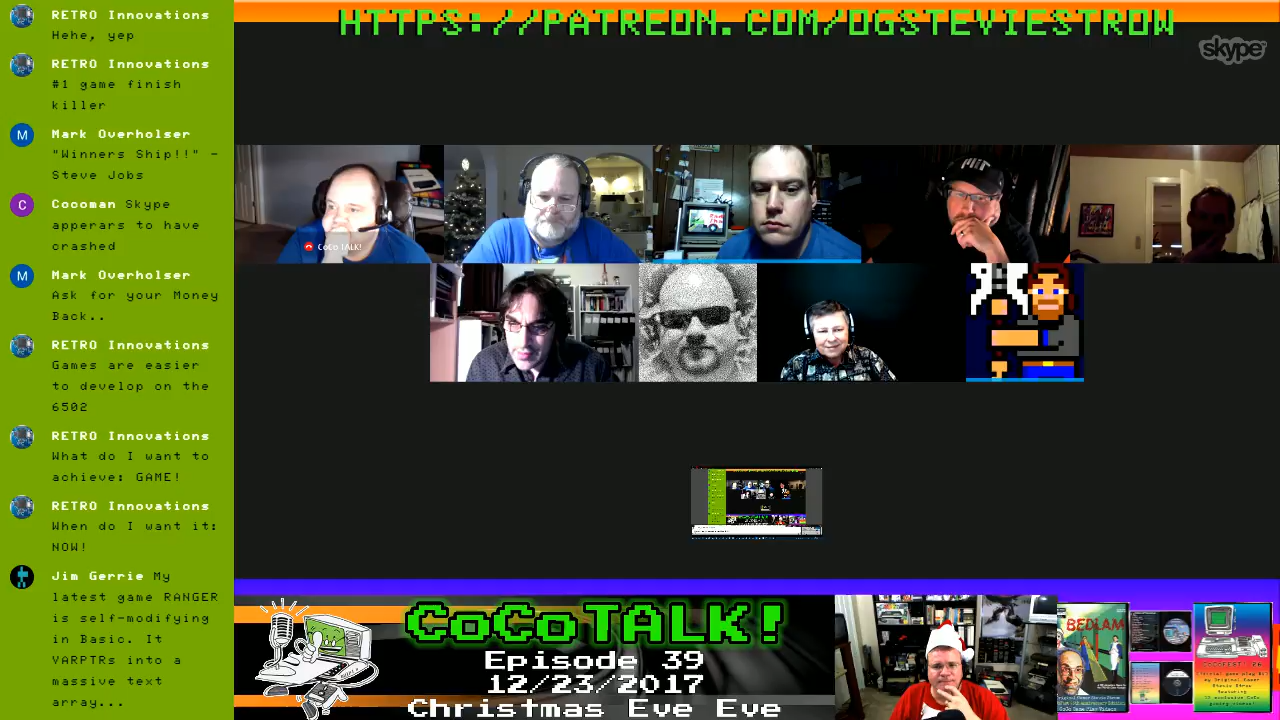 RETRO Innovations
Hehe, yep
RETRO Innovations
#1 game finish
killer
Mark Overholser
"Winners Ship!!" -
Steve Jobs
Cocoman Skype
apperars to have
crashed
Mark Overholser
Ask for your Money
Back..
RETRO Innovations
Games are easier
to develop on the
6502
RETRO Innovations
What do I want to
achieve: GAME!
RETRO Innovations
When do I want it:
NOW!
Jim Gerrie My
latest game RANGER
is self-modifying
in Basic. It
VARPTRs into a
massive text
array...
HTTPS://PATREON.COM/OGSTEVIESTROW
skype
MIT
CoCo TALK!
CoCoTALK!
Episode 39
12/23/2017
Christmas Eve Eve
BEDLAM